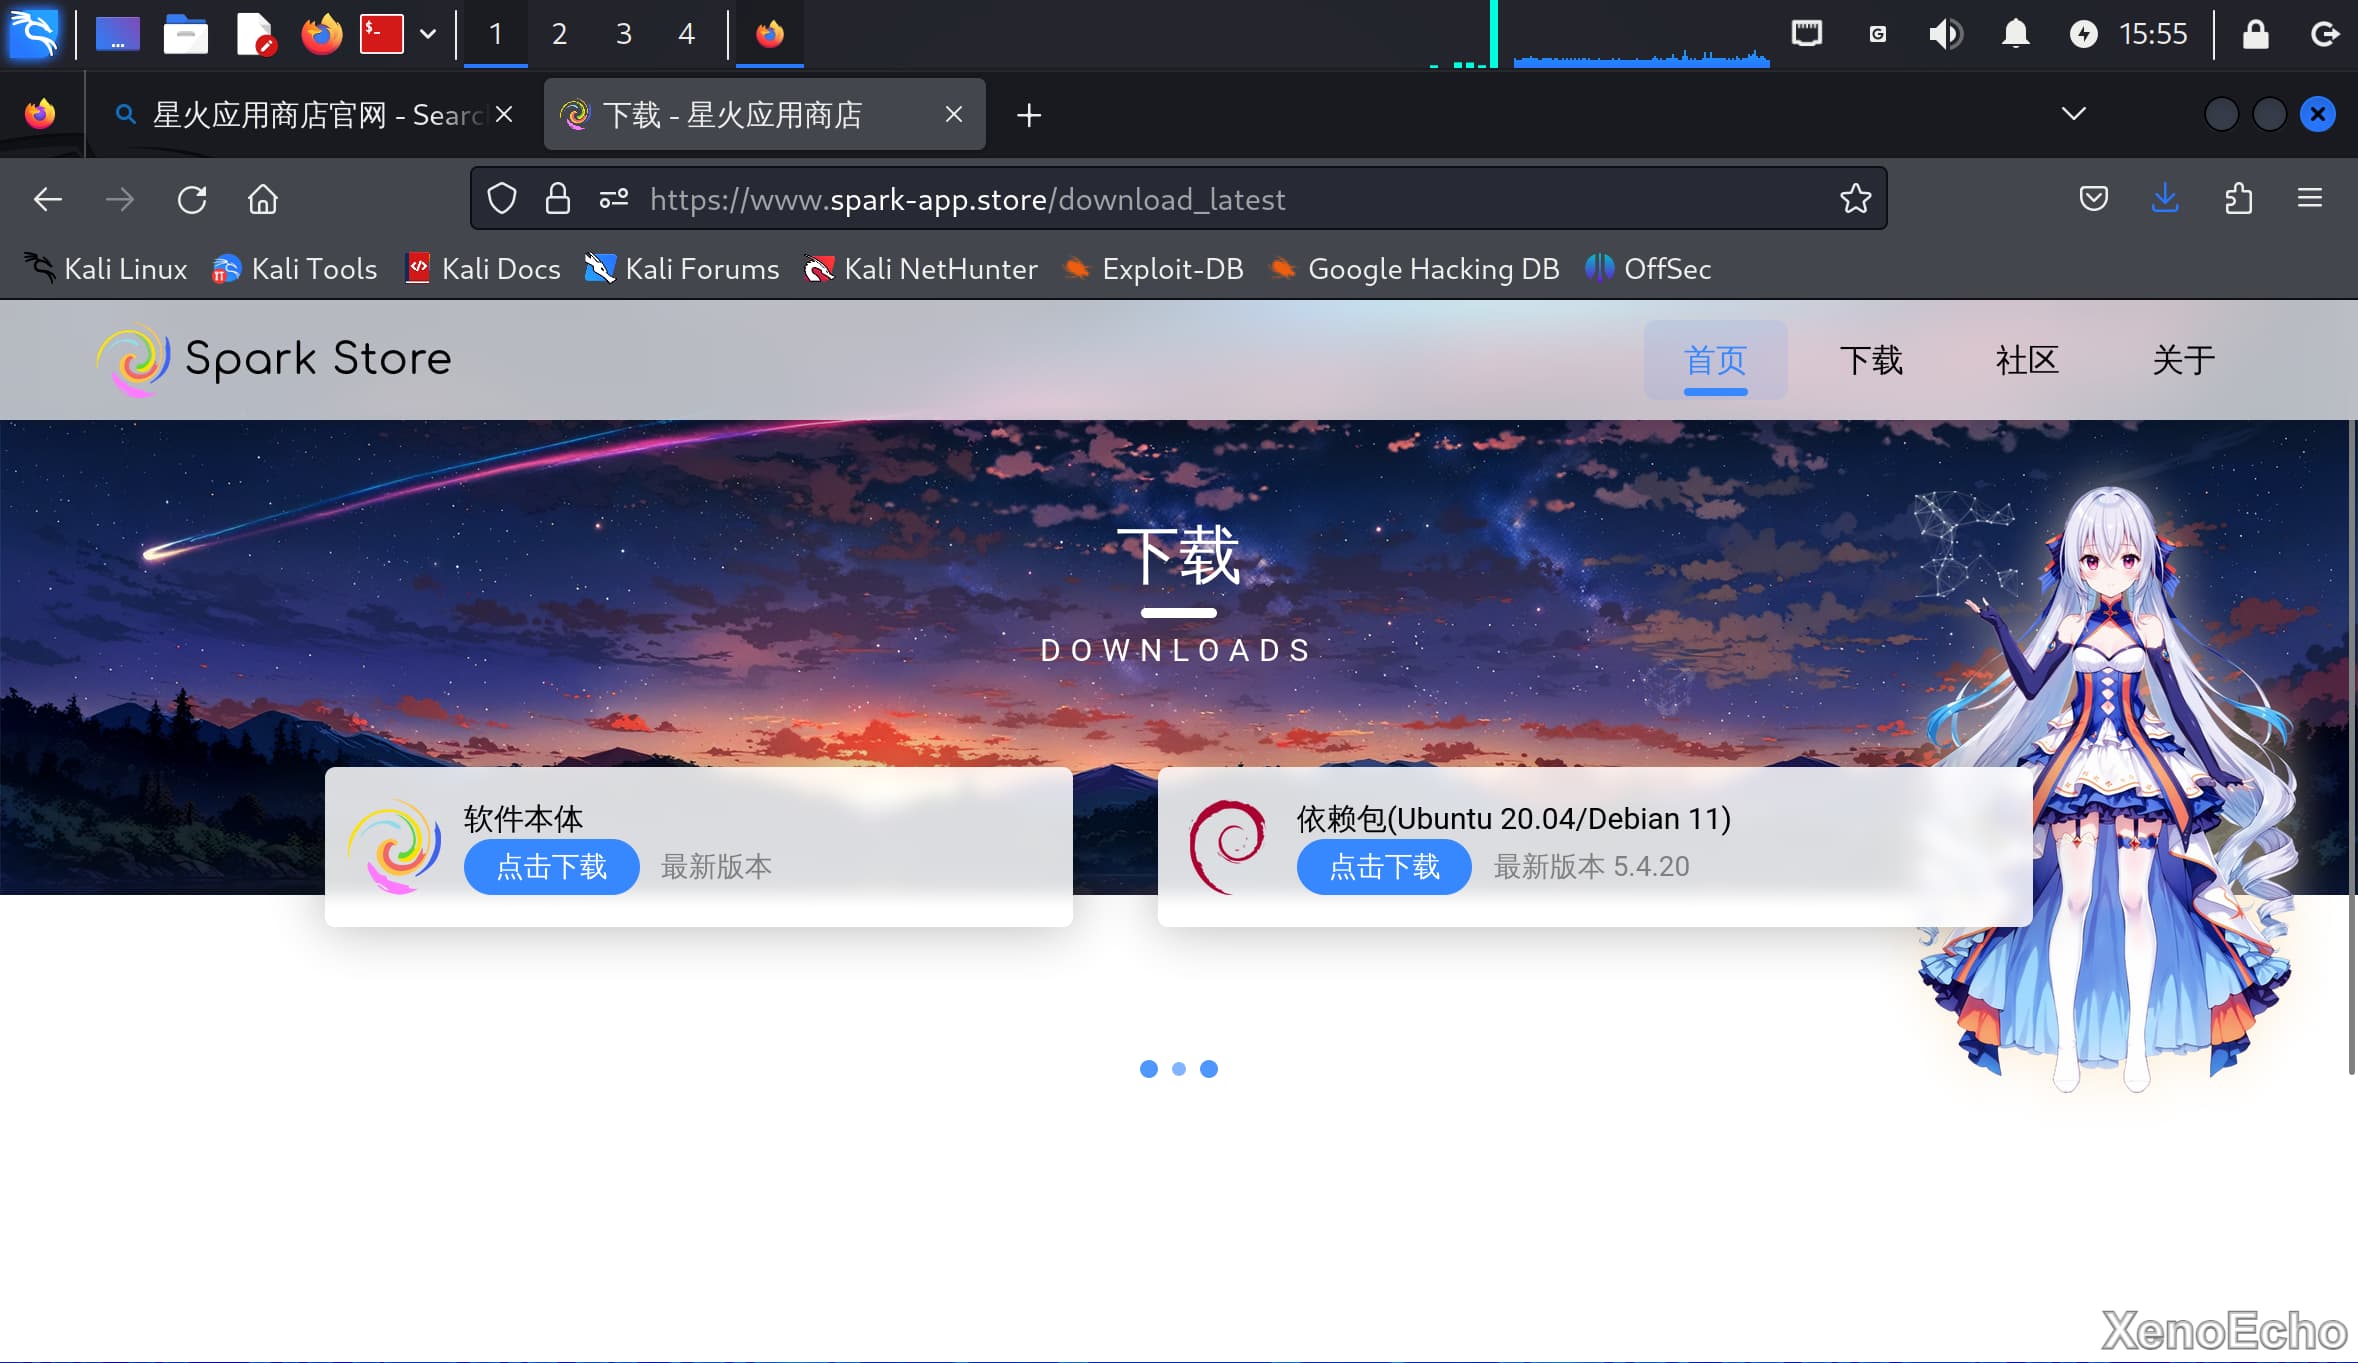 1 2 3 4
15:55
星火应用商店官网 - Searc
下载 - 星火应用商店
https://www.spark-app.store/download_latest
Kali Linux Kali Tools Kali Docs Kali Forums Kali NetHunter Exploit-DB Google Hacking DB OffSec
Spark Store
首页 下载 社区 关于
下载
DOWNLOADS
软件本体
点击下载 最新版本
依赖包(Ubuntu 20.04/Debian 11)
点击下载 最新版本 5.4.20
XenoEcho